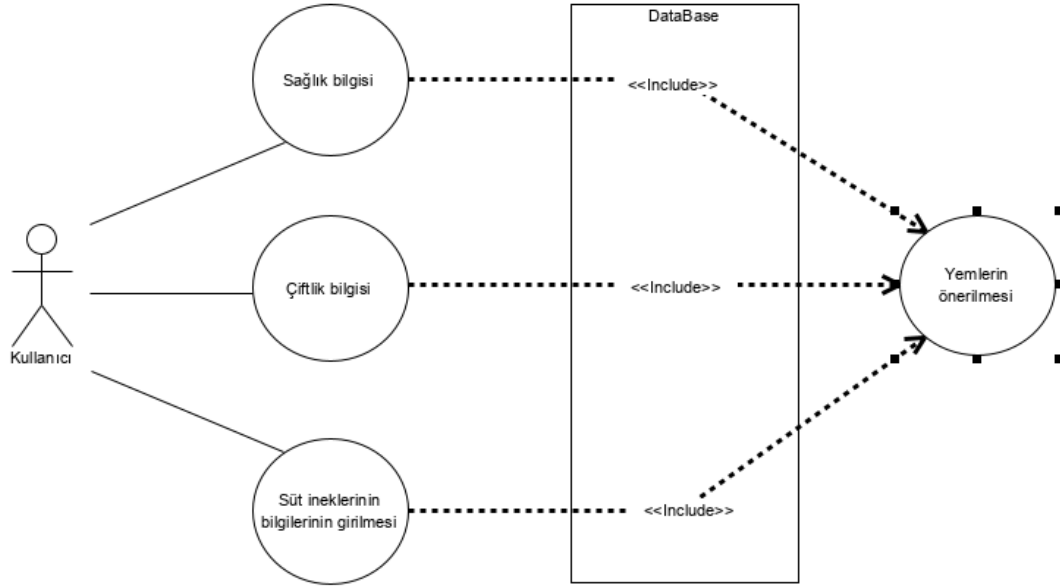 DataBase
Sağlık bilgisi
<<Include>>
Çiftlik bilgisi
<<Include>>
Yemlerin
önerilmesi
Kullanıcı
Süt ineklerinin
bilgilerinin girilmesi
<<Include>>